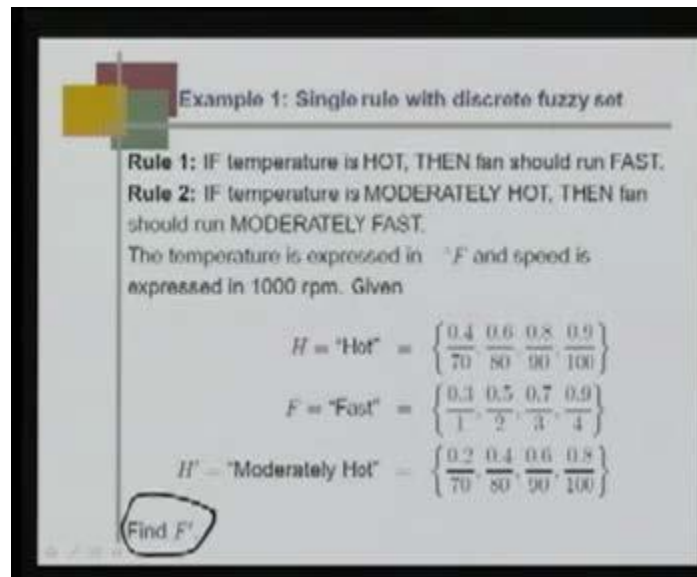 Example 1: Single rule with discrete fuzzy set
Rule 1: IF temperature is HOT, THEN fan should run FAST.
Rule 2: IF temperature is MODERATELY HOT, THEN fan
should run MODERATELY FAST.
The temperature is expressed in °F and speed is
expressed in 1000 rpm. Given
H = "Hot" = {0.4/70, 0.6/80, 0.8/90, 0.9/100}
F = "Fast" = {0.3/1, 0.5/2, 0.7/3, 0.9/4}
H' = "Moderately Hot" = {0.2/70, 0.4/80, 0.6/90, 0.8/100}
Find F'.